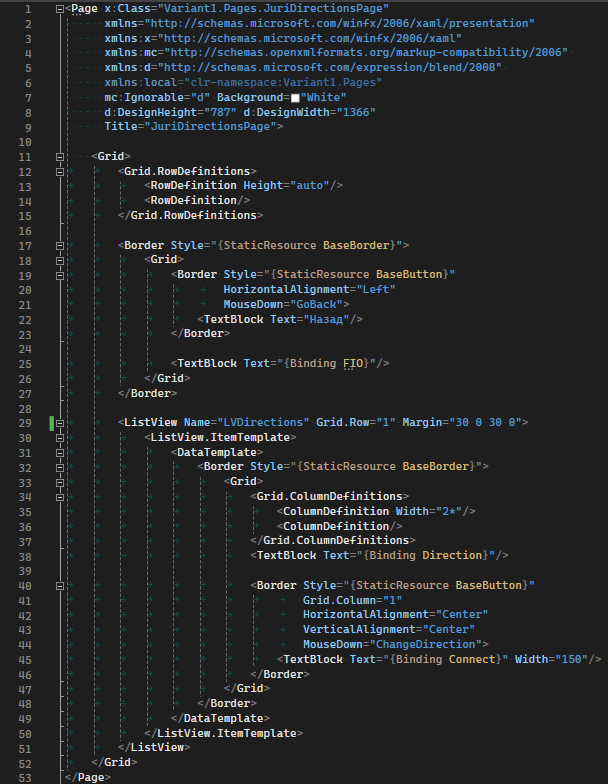 1 <Page x:Class="Variant1.Pages.JuriDirectionsPage"
2 xmlns="http://schemas.microsoft.com/winfx/2006/xaml/presentation"
3 xmlns:x="http://schemas.microsoft.com/winfx/2006/xaml"
4 xmlns:mc="http://schemas.openxmlformats.org/markup-compatibility/2006"
5 xmlns:d="http://schemas.microsoft.com/expression/blend/2008"
6 xmlns:local="clr-namespace:Variant1.Pages"
7 mc:Ignorable="d" Background="White"
8 d:DesignHeight="787" d:DesignWidth="1366"
9 Title="JuriDirectionsPage">
10
11 <Grid>
12 <Grid.RowDefinitions>
13 <RowDefinition Height="auto"/>
14 <RowDefinition/>
15 </Grid.RowDefinitions>
16
17 <Border Style="{StaticResource BaseBorder}">
18 <Grid>
19 <Border Style="{StaticResource BaseButton}"
20 HorizontalAlignment="Left"
21 MouseDown="GoBack">
22 <TextBlock Text="Назад"/>
23 </Border>
24
25 <TextBlock Text="{Binding FIO}"/>
26 </Grid>
27 </Border>
28
29 <ListView Name="LVDirections" Grid.Row="1" Margin="30 0 30 0">
30 <ListView.ItemTemplate>
31 <DataTemplate>
32 <Border Style="{StaticResource BaseBorder}">
33 <Grid>
34 <Grid.ColumnDefinitions>
35 <ColumnDefinition Width="2*"/>
36 <ColumnDefinition/>
37 </Grid.ColumnDefinitions>
38 <TextBlock Text="{Binding Direction}"/>
39
40 <Border Style="{StaticResource BaseButton}"
41 Grid.Column="1"
42 HorizontalAlignment="Center"
43 VerticalAlignment="Center"
44 MouseDown="ChangeDirection">
45 <TextBlock Text="{Binding Connect}" Width="150"/>
46 </Border>
47 </Grid>
48 </Border>
49 </DataTemplate>
50 </ListView.ItemTemplate>
51 </ListView>
52 </Grid>
53 </Page>